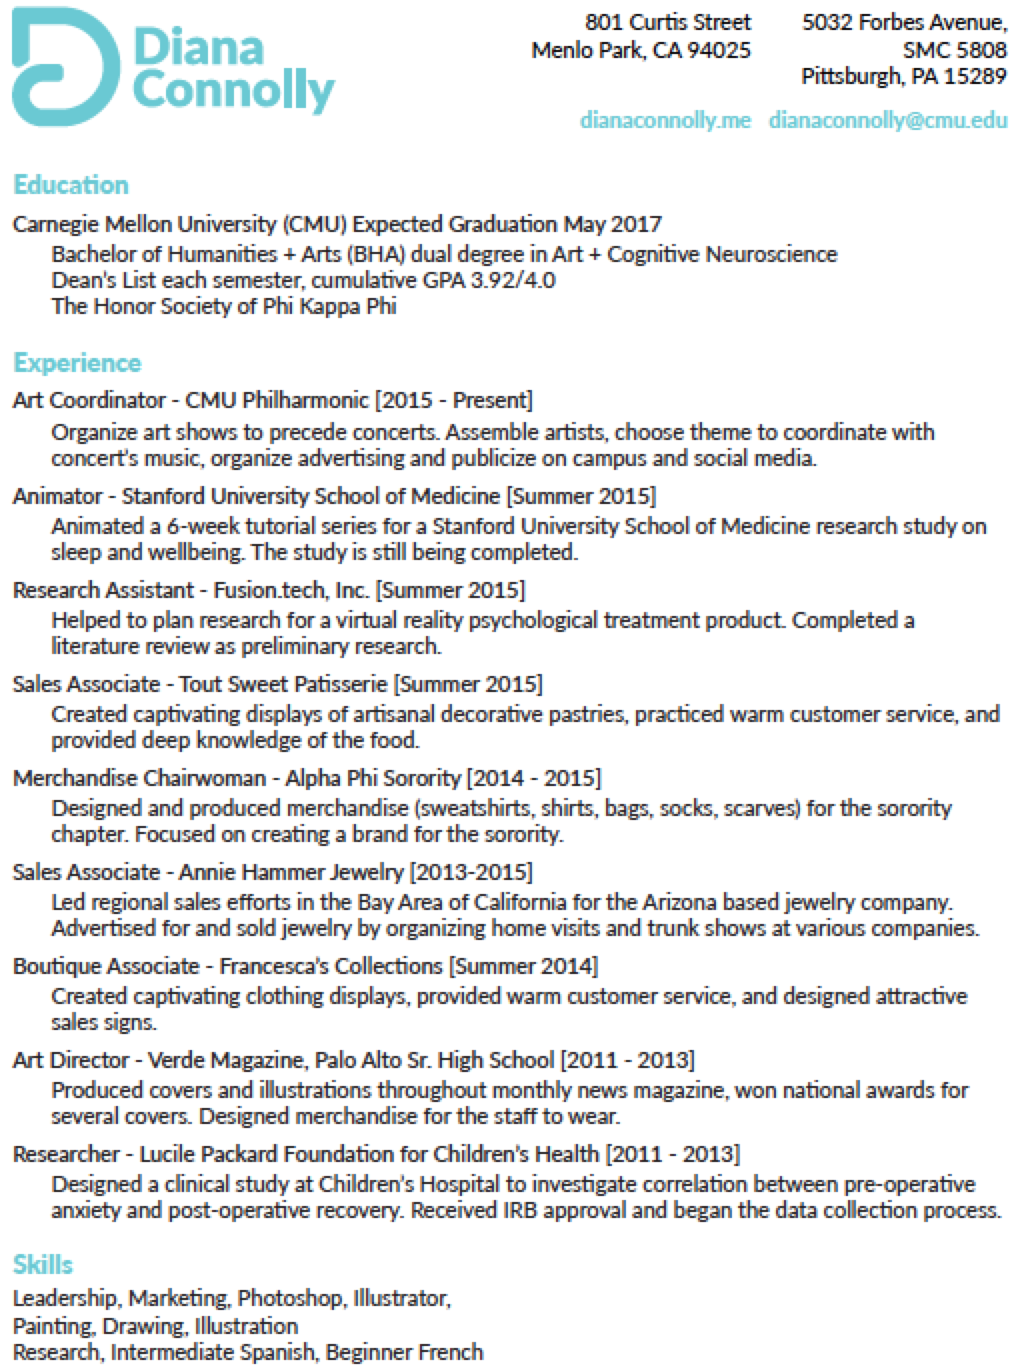 Diana
Connolly
801 Curtis Street
Menlo Park, CA 94025
5032 Forbes Avenue,
SMC 5808
Pittsburgh, PA 15289
dianaconnolly.me dianaconnolly@cmu.edu
Education
Carnegie Mellon University (CMU) Expected Graduation May 2017
Bachelor of Humanities + Arts (BHA) dual degree in Art + Cognitive Neuroscience
Dean's List each semester, cumulative GPA 3.92/4.0
The Honor Society of Phi Kappa Phi
Experience
Art Coordinator - CMU Philharmonic [2015 - Present]
Organize art shows to precede concerts. Assemble artists, choose theme to coordinate with
concert's music, organize advertising and publicize on campus and social media.
Animator - Stanford University School of Medicine [Summer 2015]
Animated a 6-week tutorial series for a Stanford University School of Medicine research study on
sleep and wellbeing. The study is still being completed.
Research Assistant - Fusion.tech, Inc. [Summer 2015]
Helped to plan research for a virtual reality psychological treatment product. Completed a
literature review as preliminary research.
Sales Associate - Tout Sweet Patisserie [Summer 2015]
Created captivating displays of artisanal decorative pastries, practiced warm customer service, and
provided deep knowledge of the food.
Merchandise Chairwoman - Alpha Phi Sorority [2014 - 2015]
Designed and produced merchandise (sweatshirts, shirts, bags, socks, scarves) for the sorority
chapter. Focused on creating a brand for the sorority.
Sales Associate - Annie Hammer Jewelry [2013-2015]
Led regional sales efforts in the Bay Area of California for the Arizona based jewelry company.
Advertised for and sold jewelry by organizing home visits and trunk shows at various companies.
Boutique Associate - Francesca's Collections [Summer 2014]
Created captivating clothing displays, provided warm customer service, and designed attractive
sales signs.
Art Director - Verde Magazine, Palo Alto Sr. High School [2011 - 2013]
Produced covers and illustrations throughout monthly news magazine, won national awards for
several covers. Designed merchandise for the staff to wear.
Researcher - Lucile Packard Foundation for Children's Health [2011 - 2013]
Designed a clinical study at Children's Hospital to investigate correlation between pre-operative
anxiety and post-operative recovery. Received IRB approval and began the data collection process.
Skills
Leadership, Marketing, Photoshop, Illustrator,
Painting, Drawing, Illustration
Research, Intermediate Spanish, Beginner French